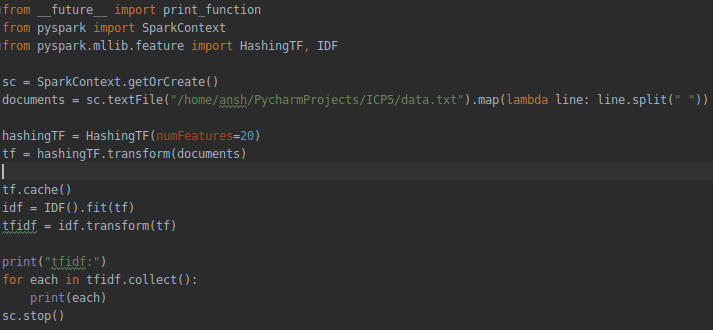 from __future__ import print_function
from pyspark import SparkContext
from pyspark.mllib.feature import HashingTF, IDF
sc = SparkContext.getOrCreate()
documents = sc.textFile("/home/ansh/PycharmProjects/ICP5/data.txt").map(lambda line: line.split(" "))
hashingTF = HashingTF(numFeatures=20)
tf = hashingTF.transform(documents)
tf.cache()
idf = IDF().fit(tf)
tfidf = idf.transform(tf)
print("tfidf:")
for each in tfidf.collect():
    print(each)
sc.stop()